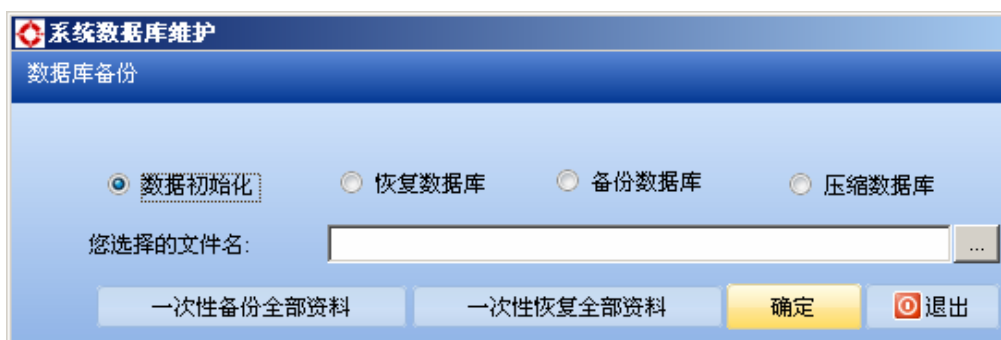 系统数据库维护
数据库备份
数据初始化 恢复数据库 备份数据库 压缩数据库
您选择的文件名: ...
一次性备份全部资料 一次性恢复全部资料 确定 退出